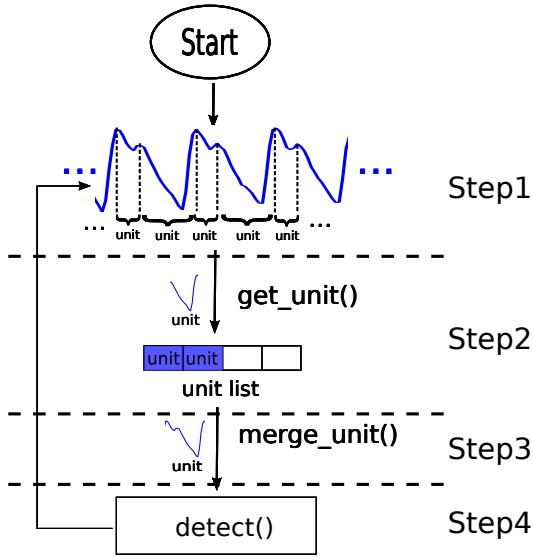 Start
Step1
... ...
... unit unit unit unit unit ...
get_unit()
unit
Step2
unit unit
unit list
merge_unit()
unit
Step3
detect()
Step4